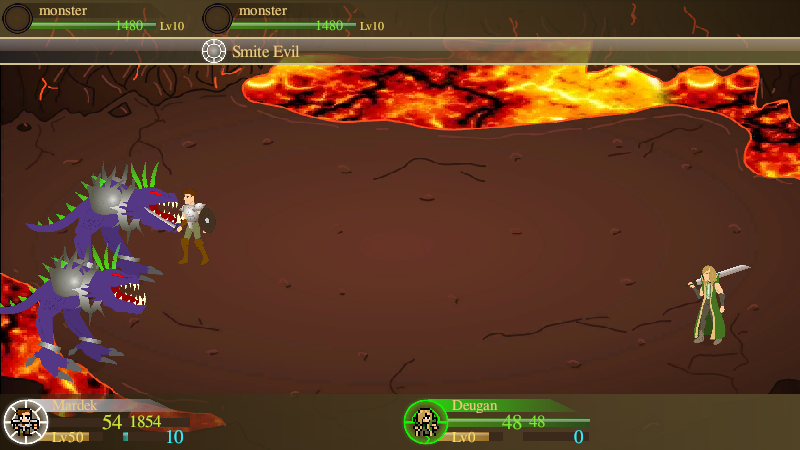 monster
1480 Lv10
monster
1480 Lv10
Smite Evil
Mardek
54 1854
Lv50
10
Deugan
48 48
Lv0
0